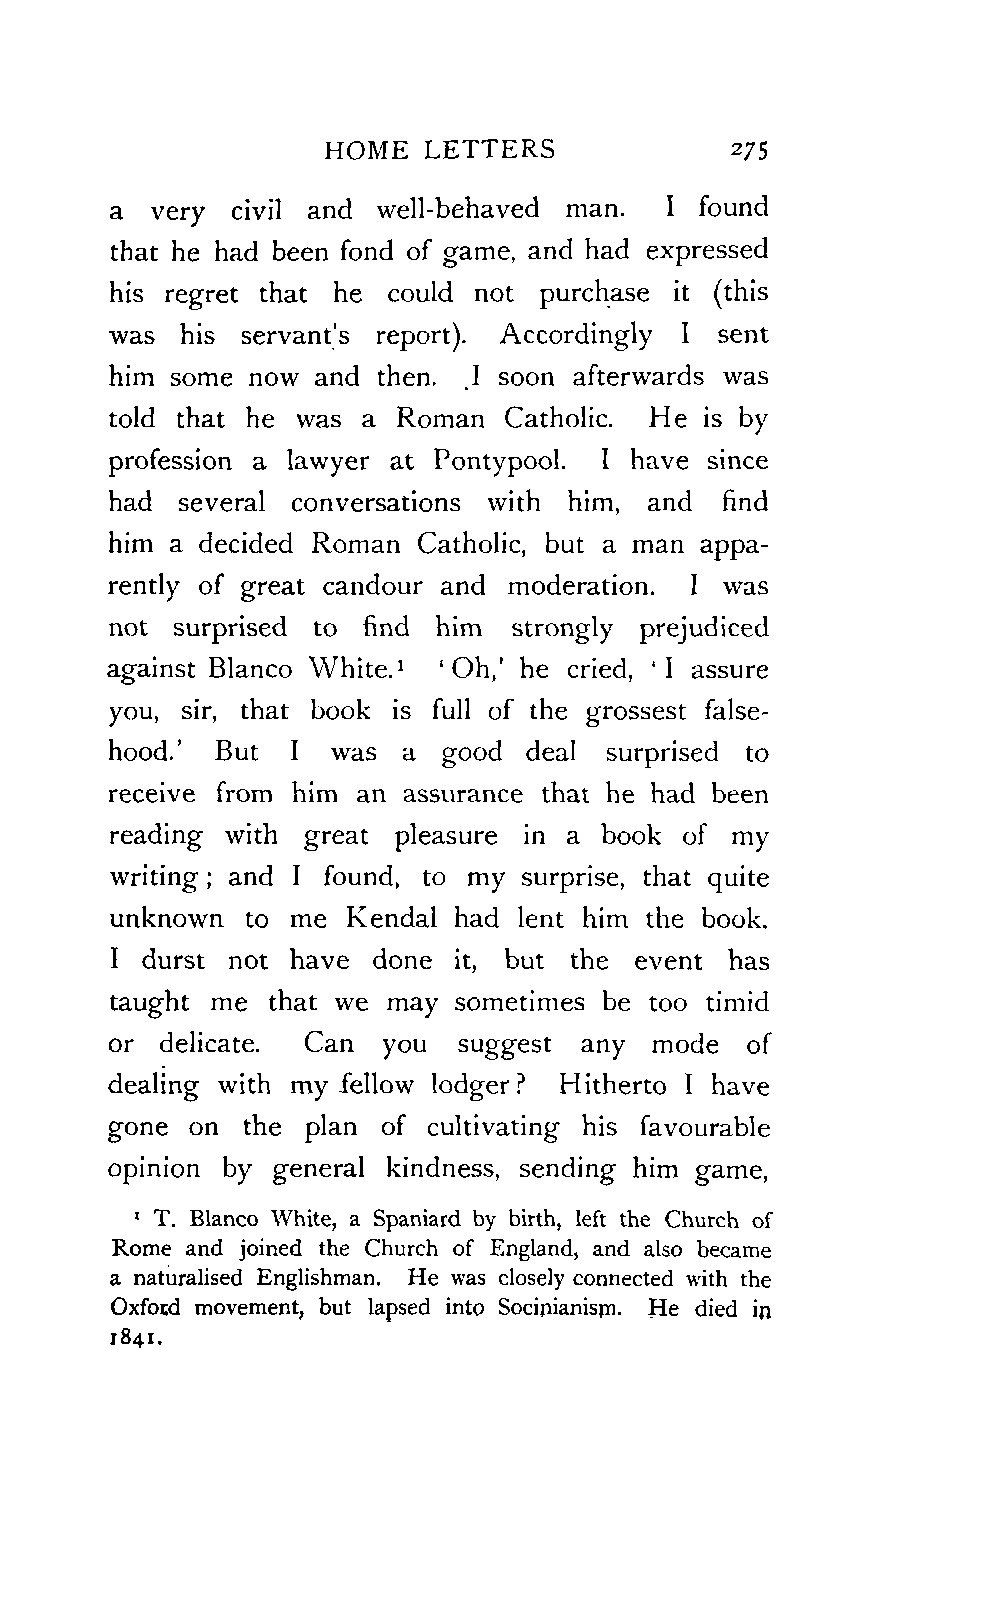 HOME LETTERS 275
a very civil and well-behaved man. I found
that he had been fond of game, and had expressed
his regret that he could not purchase it (this
was his servant's report). Accordingly I sent
him some now and then. I soon afterwards was
told that he was a Roman Catholic. He is by
profession a lawyer at Pontypool. I have since
had several conversations with him, and find
him a decided Roman Catholic, but a man appa-
rently of great candour and moderation. I was
not surprised to find him strongly prejudiced
against Blanco White.¹ ‘Oh,’ he cried, ‘I assure
you, sir, that book is full of the grossest false-
hood.’ But I was a good deal surprised to
receive from him an assurance that he had been
reading with great pleasure in a book of my
writing; and I found, to my surprise, that quite
unknown to me Kendal had lent him the book.
I durst not have done it, but the event has
taught me that we may sometimes be too timid
or delicate. Can you suggest any mode of
dealing with my fellow lodger? Hitherto I have
gone on the plan of cultivating his favourable
opinion by general kindness, sending him game,
¹ T. Blanco White, a Spaniard by birth, left the Church of
Rome and joined the Church of England, and also became
a naturalised Englishman. He was closely connected with the
Oxford movement, but lapsed into Socinianism. He died in
1841.